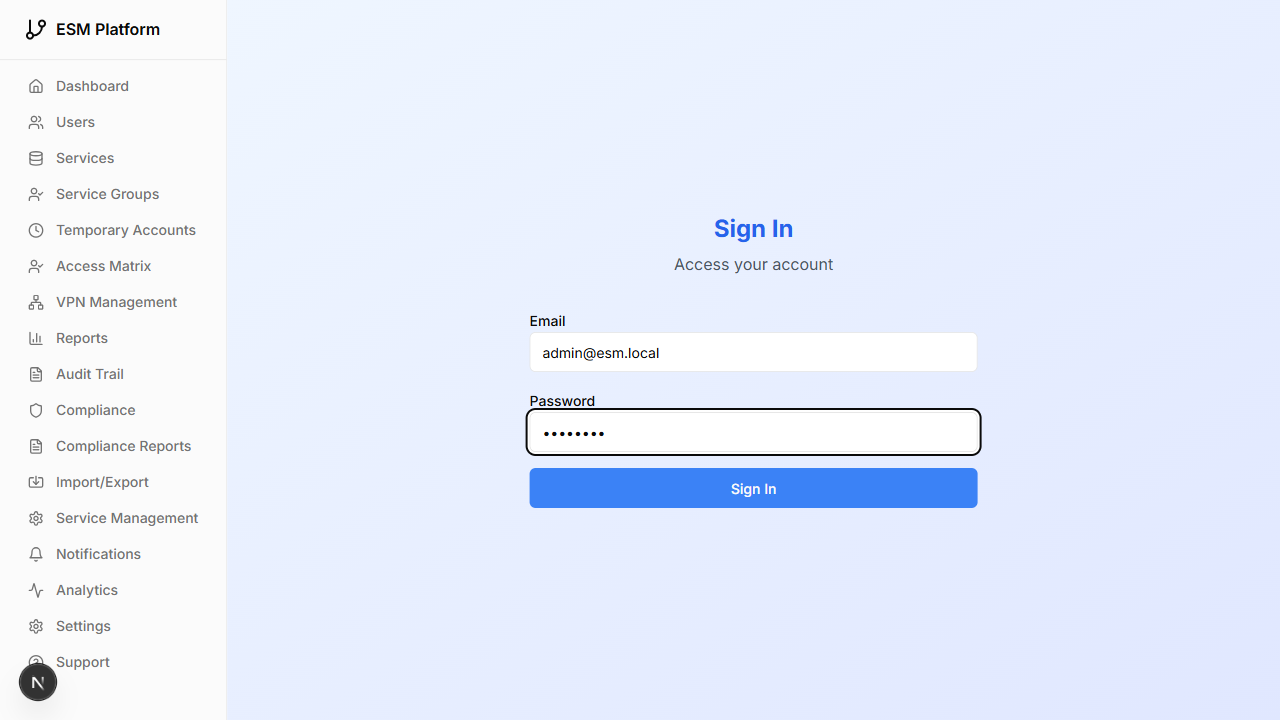 ESM Platform
Dashboard
Users
Services
Service Groups
Temporary Accounts
Access Matrix
VPN Management
Reports
Audit Trail
Compliance
Compliance Reports
Import/Export
Service Management
Notifications
Analytics
Settings
Support
N
Sign In
Access your account
Email
admin@esm.local
Password
••••••••
Sign In